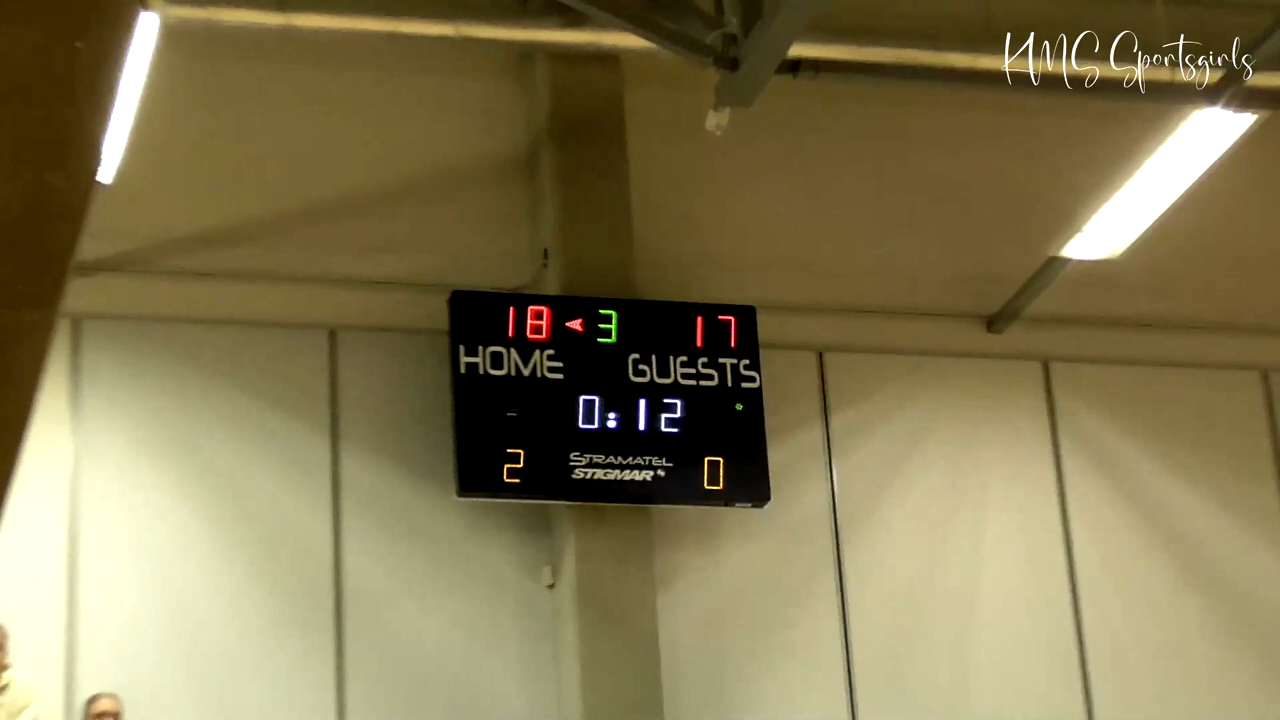 KMS Sportsgirls
18 3 17
HOME GUESTS
0:12
2 0
STRAMATEL
STIGMAR